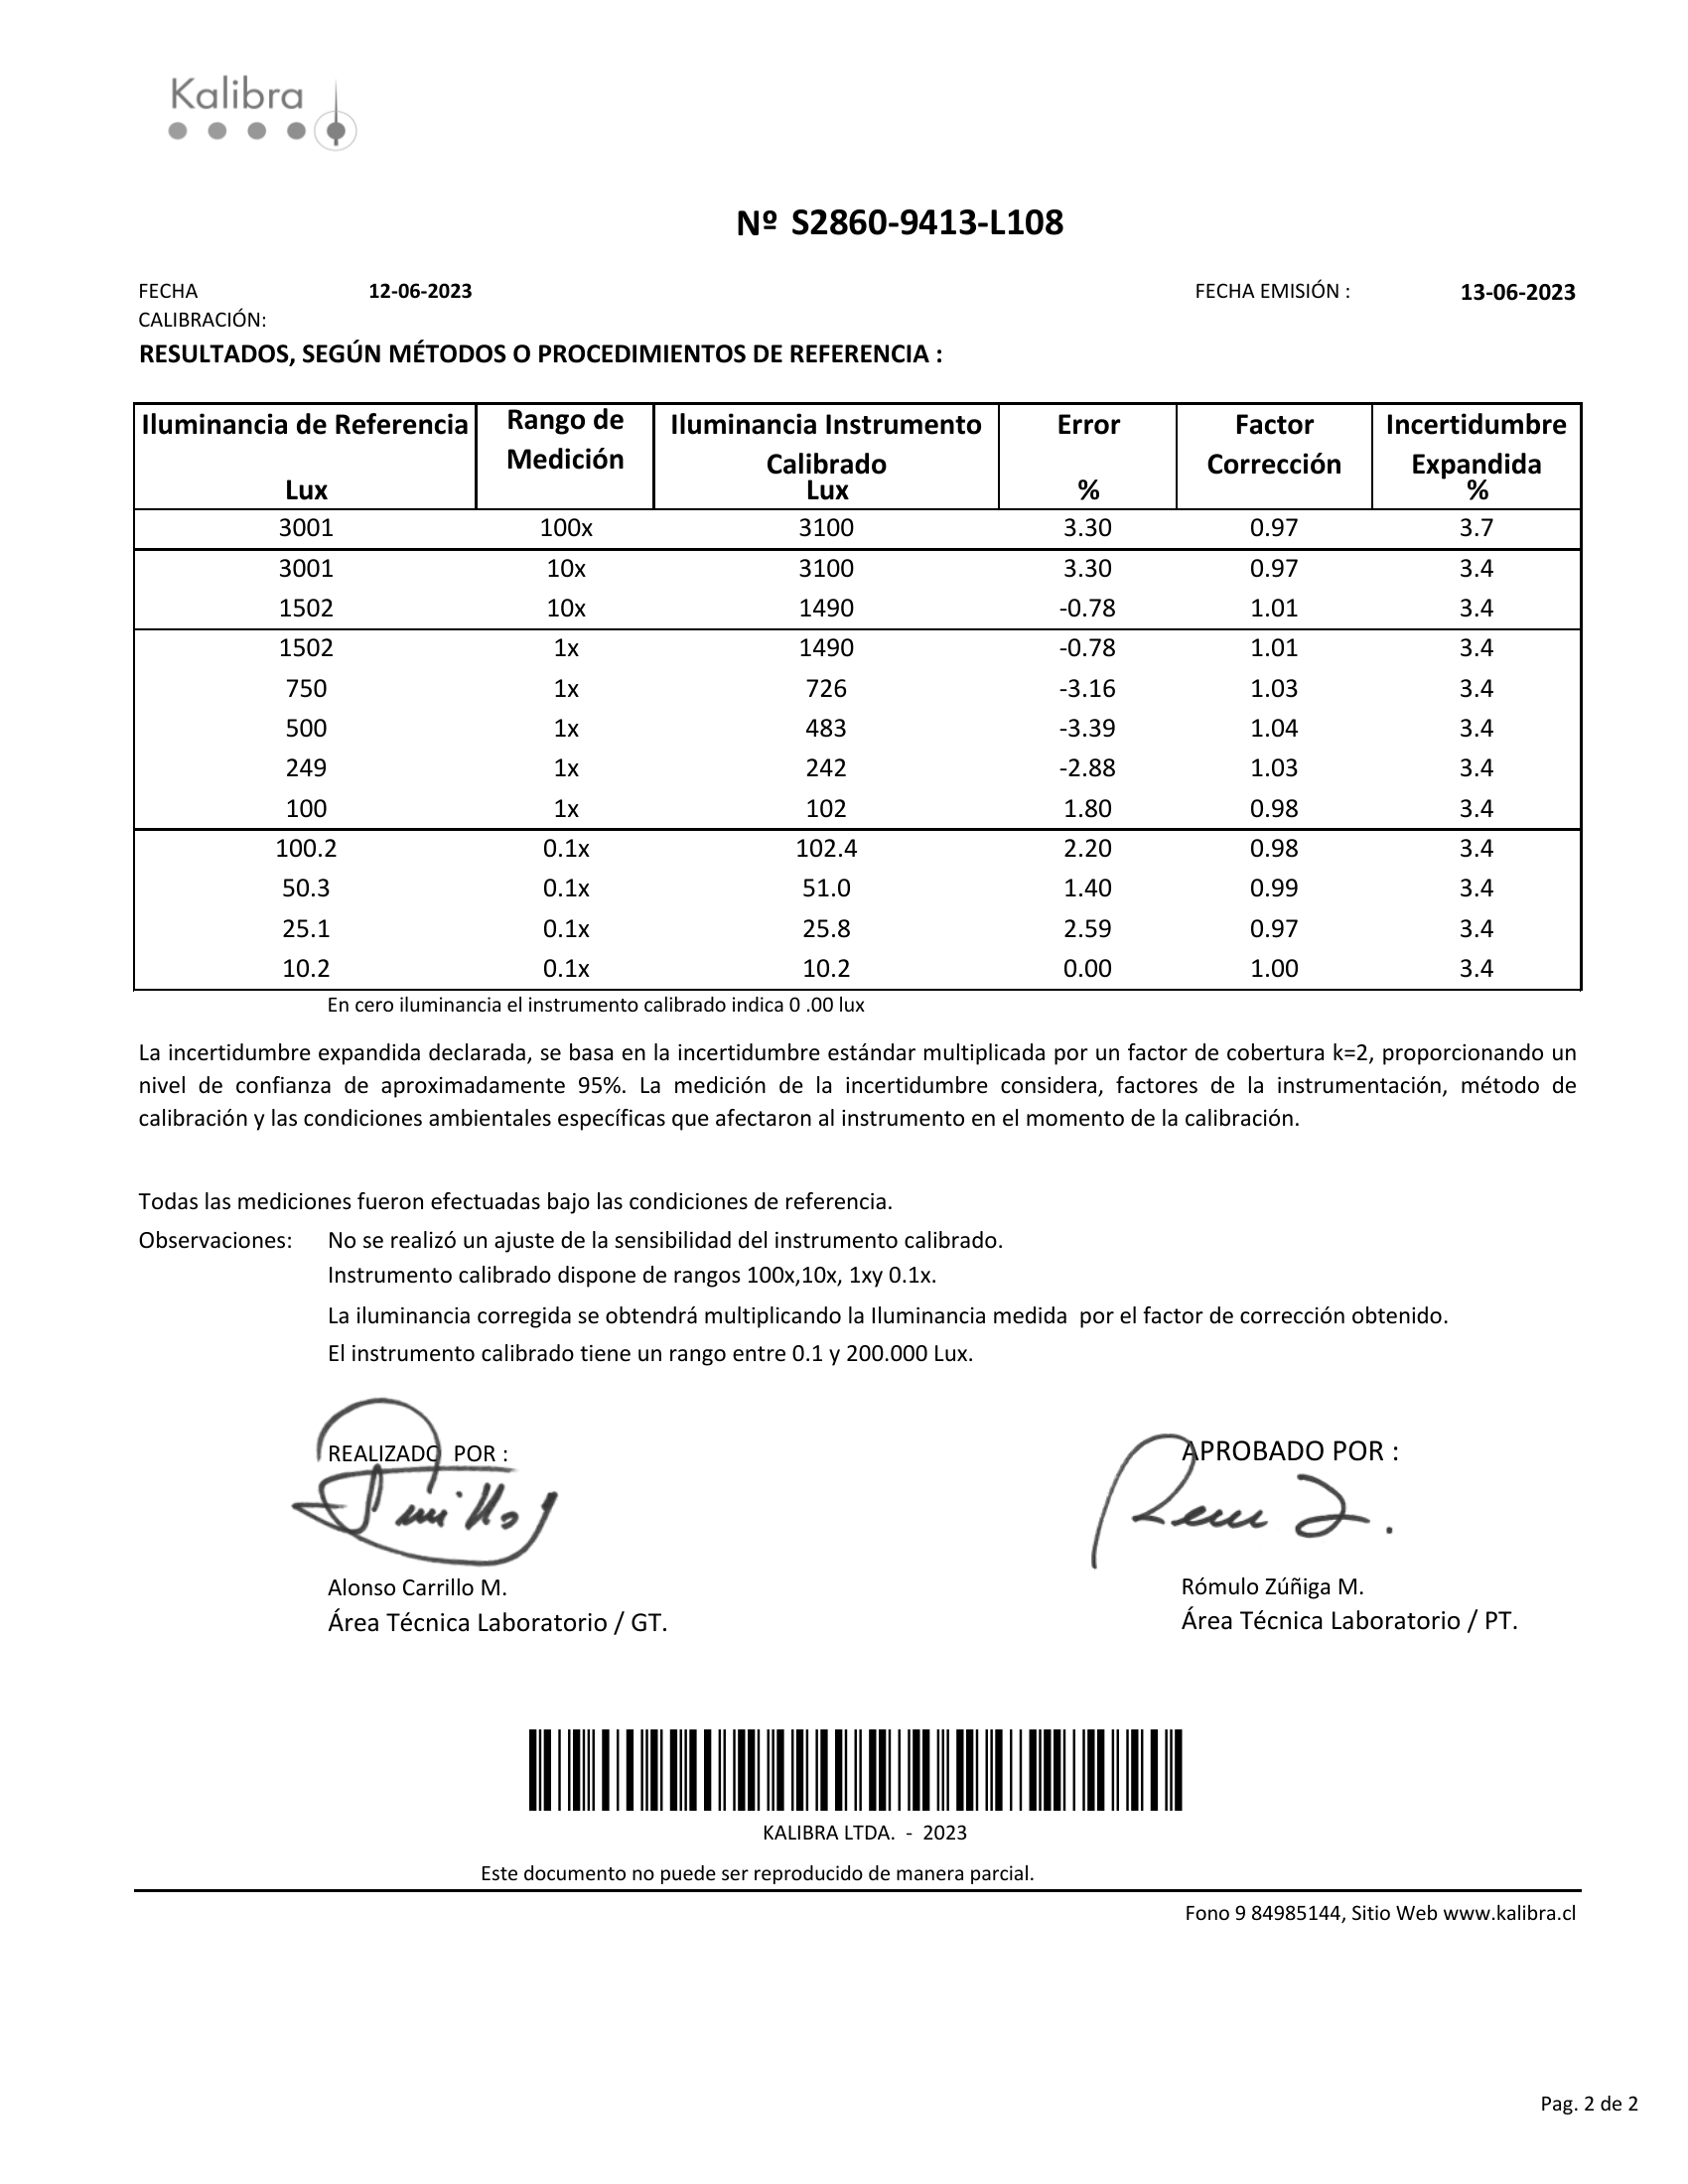 Kalibra
Nº S2860-9413-L108
FECHA CALIBRACIÓN: 12-06-2023 FECHA EMISIÓN : 13-06-2023
RESULTADOS, SEGÚN MÉTODOS O PROCEDIMIENTOS DE REFERENCIA :
Iluminancia de Referencia Lux Rango de Medición Iluminancia Instrumento Calibrado Lux Error % Factor Corrección Incertidumbre Expandida %
3001 100x 3100 3.30 0.97 3.7
3001 10x 3100 3.30 0.97 3.4
1502 10x 1490 -0.78 1.01 3.4
1502 1x 1490 -0.78 1.01 3.4
750 1x 726 -3.16 1.03 3.4
500 1x 483 -3.39 1.04 3.4
249 1x 242 -2.88 1.03 3.4
100 1x 102 1.80 0.98 3.4
100.2 0.1x 102.4 2.20 0.98 3.4
50.3 0.1x 51.0 1.40 0.99 3.4
25.1 0.1x 25.8 2.59 0.97 3.4
10.2 0.1x 10.2 0.00 1.00 3.4
En cero iluminancia el instrumento calibrado indica 0 .00 lux
La incertidumbre expandida declarada, se basa en la incertidumbre estándar multiplicada por un factor de cobertura k=2, proporcionando un
nivel de confianza de aproximadamente 95%. La medición de la incertidumbre considera, factores de la instrumentación, método de
calibración y las condiciones ambientales específicas que afectaron al instrumento en el momento de la calibración.
Todas las mediciones fueron efectuadas bajo las condiciones de referencia.
Observaciones: No se realizó un ajuste de la sensibilidad del instrumento calibrado.
Instrumento calibrado dispone de rangos 100x,10x, 1xy 0.1x.
La iluminancia corregida se obtendrá multiplicando la Iluminancia medida por el factor de corrección obtenido.
El instrumento calibrado tiene un rango entre 0.1 y 200.000 Lux.
REALIZADO POR : APROBADO POR :
Alonso Carrillo M. Rómulo Zúñiga M.
Área Técnica Laboratorio / GT. Área Técnica Laboratorio / PT.
KALIBRA LTDA. - 2023
Este documento no puede ser reproducido de manera parcial.
Fono 9 84985144, Sitio Web www.kalibra.cl
Pag. 2 de 2